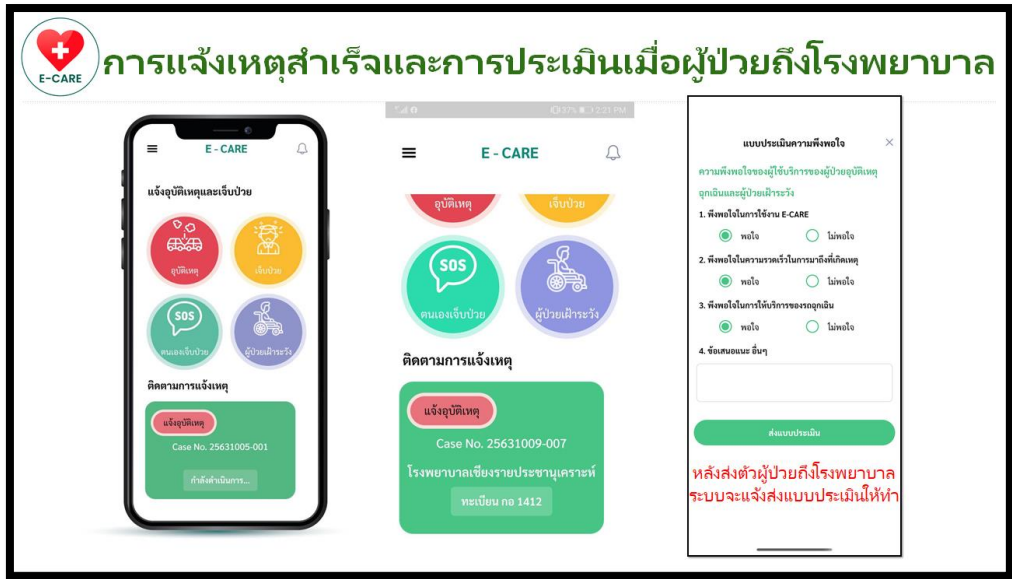 E-CARE
การแจ้งเหตุสำเร็จและการประเมินเมื่อผู้ป่วยถึงโรงพยาบาล
E - CARE
แจ้งอุบัติเหตุและเจ็บป่วย
อุบัติเหตุ
เจ็บป่วย
SOS
ตนเองเจ็บป่วย
ผู้ป่วยเฝ้าระวัง
ติดตามการแจ้งเหตุ
แจ้งอุบัติเหตุ
Case No. 25631005-001
กำลังดำเนินการ...
37%
2:21 PM
E - CARE
อุบัติเหตุ
เจ็บป่วย
SOS
ตนเองเจ็บป่วย
ผู้ป่วยเฝ้าระวัง
ติดตามการแจ้งเหตุ
แจ้งอุบัติเหตุ
Case No. 25631009-007
โรงพยาบาลเชียงรายประชานุเคราะห์
ทะเบียน กอ 1412
แบบประเมินความพึงพอใจ
ความพึงพอใจของผู้ใช้บริการของผู้ป่วยอุบัติเหตุ
ฉุกเฉินและผู้ป่วยเฝ้าระวัง
1. พึงพอใจในการใช้งาน E-CARE
พอใจ ไม่พอใจ
2. พึงพอใจในความรวดเร็วในการมาถึงที่เกิดเหตุ
พอใจ ไม่พอใจ
3. พึงพอใจในการให้บริการของรถฉุกเฉิน
พอใจ ไม่พอใจ
4. ข้อเสนอแนะ อื่นๆ
ส่งแบบประเมิน
หลังส่งตัวผู้ป่วยถึงโรงพยาบาล
ระบบจะแจ้งส่งแบบประเมินให้ทำ